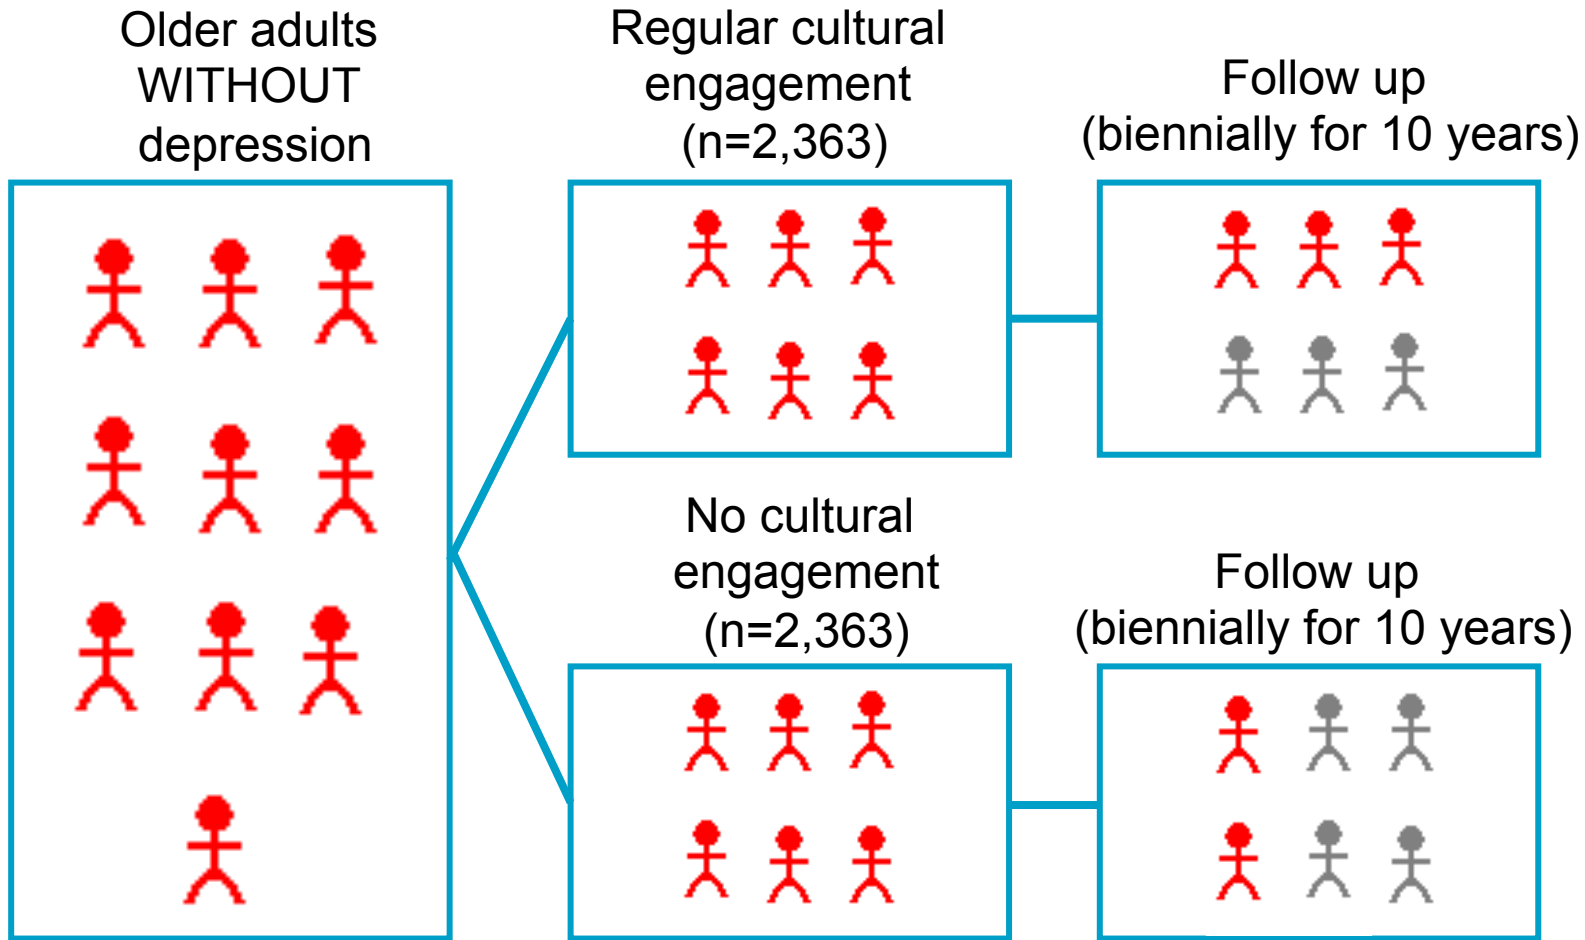 Older adults
WITHOUT
depression
Regular cultural
engagement
(n=2,363)
Follow up
(biennially for 10 years)
No cultural
engagement
(n=2,363)
Follow up
(biennially for 10 years)